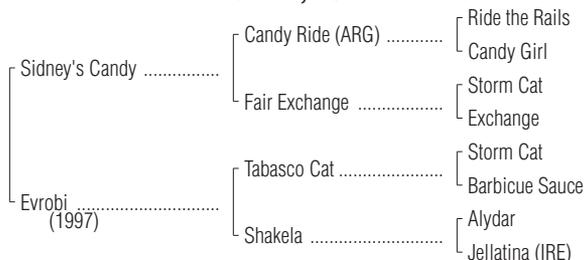 Ride the Rails
Candy Ride (ARG) ............
Candy Girl
Sidney's Candy ................
Storm Cat
Fair Exchange ..................
Exchange
Storm Cat
Tabasco Cat ......................
Barbicue Sauce
Evrobi ..............................
(1997)
Alydar
Shakela ............................
Jellatina (IRE)